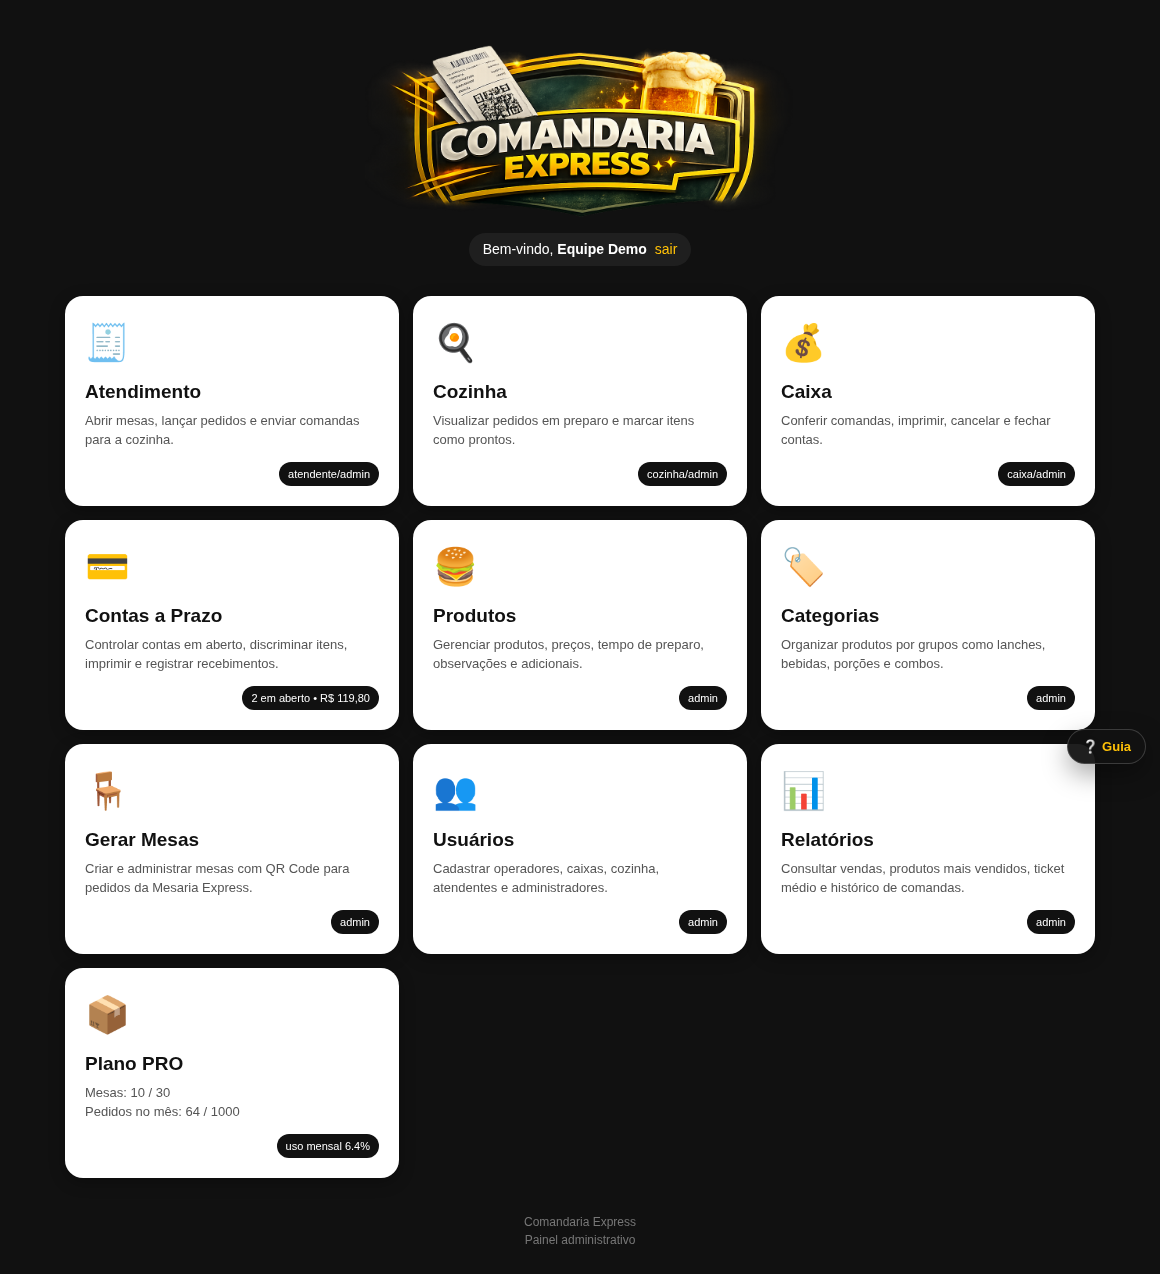 COMANDARIA
EXPRESS
Bem-vindo, Equipe Demo sair
Atendimento
Abrir mesas, lançar pedidos e enviar comandas
para a cozinha.
atendente/admin
Cozinha
Visualizar pedidos em preparo e marcar itens
como prontos.
cozinha/admin
Caixa
Conferir comandas, imprimir, cancelar e fechar
contas.
caixa/admin
Contas a Prazo
Controlar contas em aberto, discriminar itens,
imprimir e registrar recebimentos.
2 em aberto • R$ 119,80
Produtos
Gerenciar produtos, preços, tempo de preparo,
observações e adicionais.
admin
Categorias
Organizar produtos por grupos como lanches,
bebidas, porções e combos.
admin
❔ Guia
Gerar Mesas
Criar e administrar mesas com QR Code para
pedidos da Mesaria Express.
admin
Usuários
Cadastrar operadores, caixas, cozinha,
atendentes e administradores.
admin
Relatórios
Consultar vendas, produtos mais vendidos, ticket
médio e histórico de comandas.
admin
Plano PRO
Mesas: 10 / 30
Pedidos no mês: 64 / 1000
uso mensal 6.4%
Comandaria Express
Painel administrativo